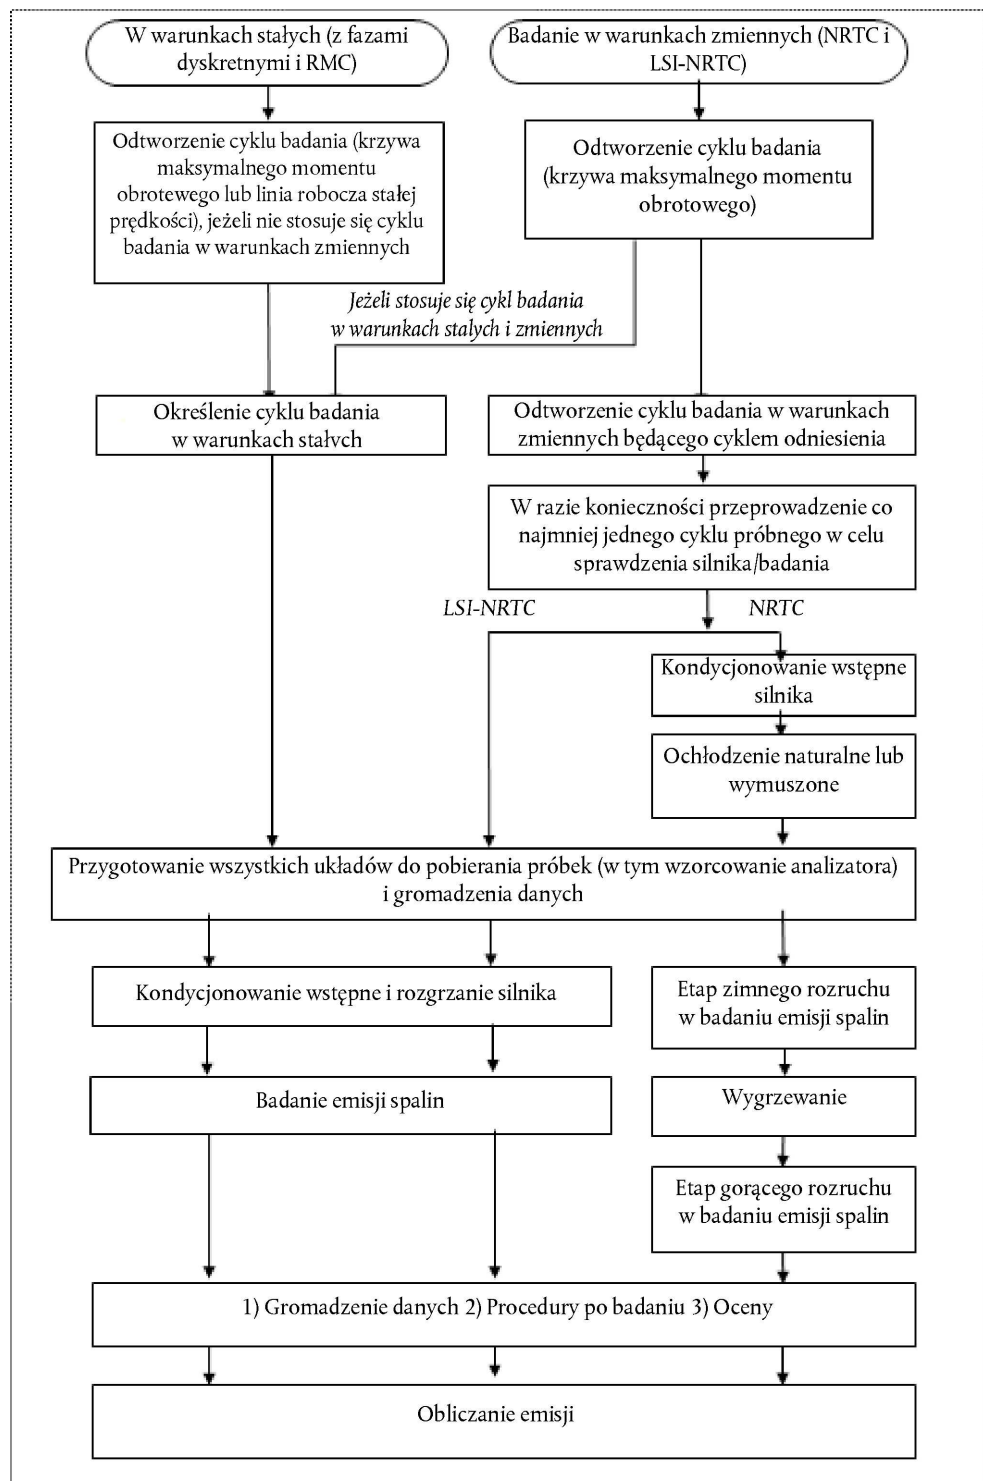 W warunkach stałych (z fazami
dyskretnymi i RMC)
Badanie w warunkach zmiennych (NRTC i
LSI-NRTC)
Odtworzenie cyklu badania (krzywa
maksymalnego momentu
obrotewego lub linia robocza stałej
prędkości), jeżeli nie stosuje się cyklu
badania w warunkach zmiennych
Odtworzenie cyklu badania
(krzywa maksymalnego momentu
obrotowego)
Jeżeli stosuje się cykl badania
w warunkach stalych i zmiennych
Określenie cyklu badania
w warunkach stałvch
Odtworzenie cyklu badania w warunkach
zmiennych będącego cyklem odniesienia
W razie konieczności przeprowadzenie co
najmniej jednego cyklu próbnego w celu
sprawdzenia silnika/badania
LSI-NRTC
NRTC
Kondycjonowanie wstępne
silnika
Ochłodzenie naturalne lub
wymuszone
Przygotowanie wszystkich układów do pobierania próbek (w tym wzorcowanie analizatora)
i gromadzenia danych
Kondycjonowanie wstępne i rozgrzanie silnika
Etap zimnego rozruchu
w badaniu emisji spalin
Badanie emisji spalin
Wygrzewanie
Etap gorącego rozruchu
w badaniu emisji spalin
1) Gromadzenie danych 2) Procedury po badaniu 3) Oceny
Obliczanie emisji